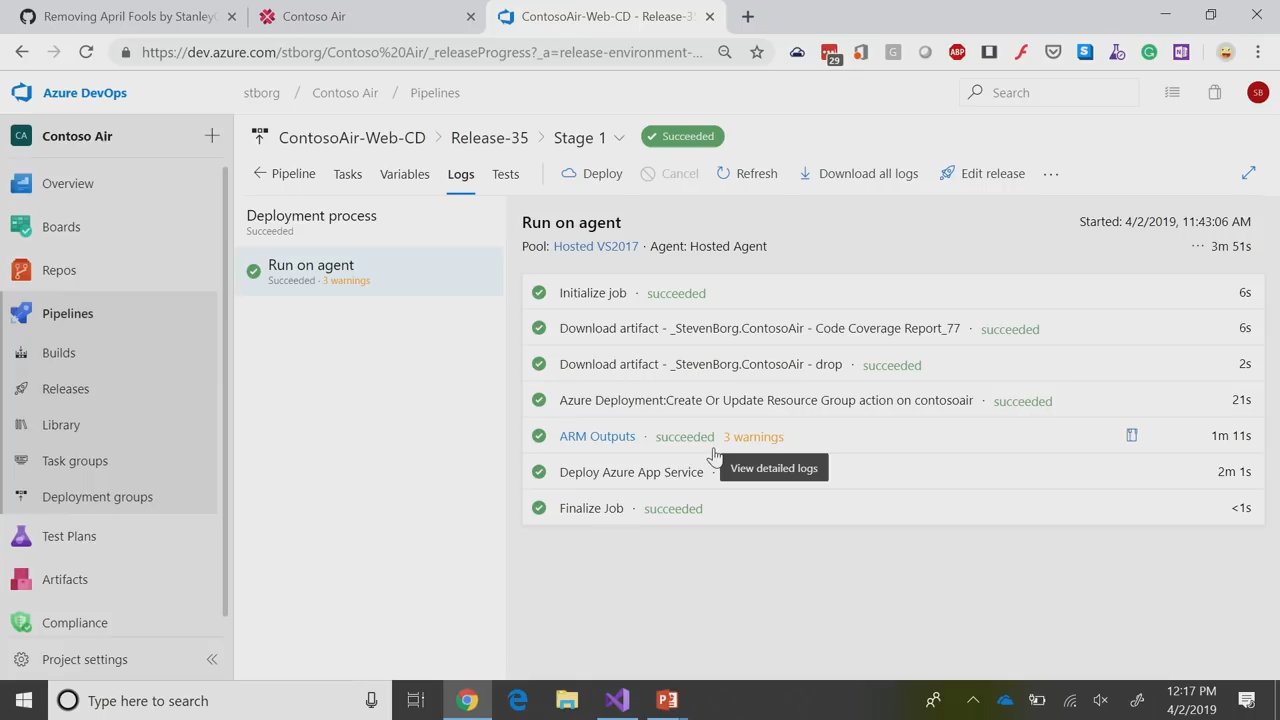 Removing April Fools by Stanley
Contoso Air
ContosoAir-Web-CD - Release-35
https://dev.azure.com/stborg/Contoso%20Air/_releaseProgress?_a=release-environment-...
29
G
ABP
S
N
Azure DevOps
stborg / Contoso Air / Pipelines
Search
SB
CA
Contoso Air
Overview
Boards
Repos
Pipelines
Builds
Releases
Library
Task groups
Deployment groups
Test Plans
Artifacts
Compliance
Project settings
ContosoAir-Web-CD > Release-35 > Stage 1
Succeeded
Pipeline Tasks Variables Logs Tests
Deploy Cancel Refresh Download all logs Edit release ...
Deployment process
Succeeded
Run on agent
Succeeded · 3 warnings
Run on agent
Started: 4/2/2019, 11:43:06 AM
Pool: Hosted VS2017 · Agent: Hosted Agent
... 3m 51s
Initialize job · succeeded 6s
Download artifact - _StevenBorg.ContosoAir - Code Coverage Report_77 · succeeded 6s
Download artifact - _StevenBorg.ContosoAir - drop · succeeded 2s
Azure Deployment:Create Or Update Resource Group action on contosoair · succeeded 21s
ARM Outputs · succeeded 3 warnings 1m 11s
View detailed logs
Deploy Azure App Service · 2m 1s
Finalize Job · succeeded <1s
Type here to search
12:17 PM
4/2/2019